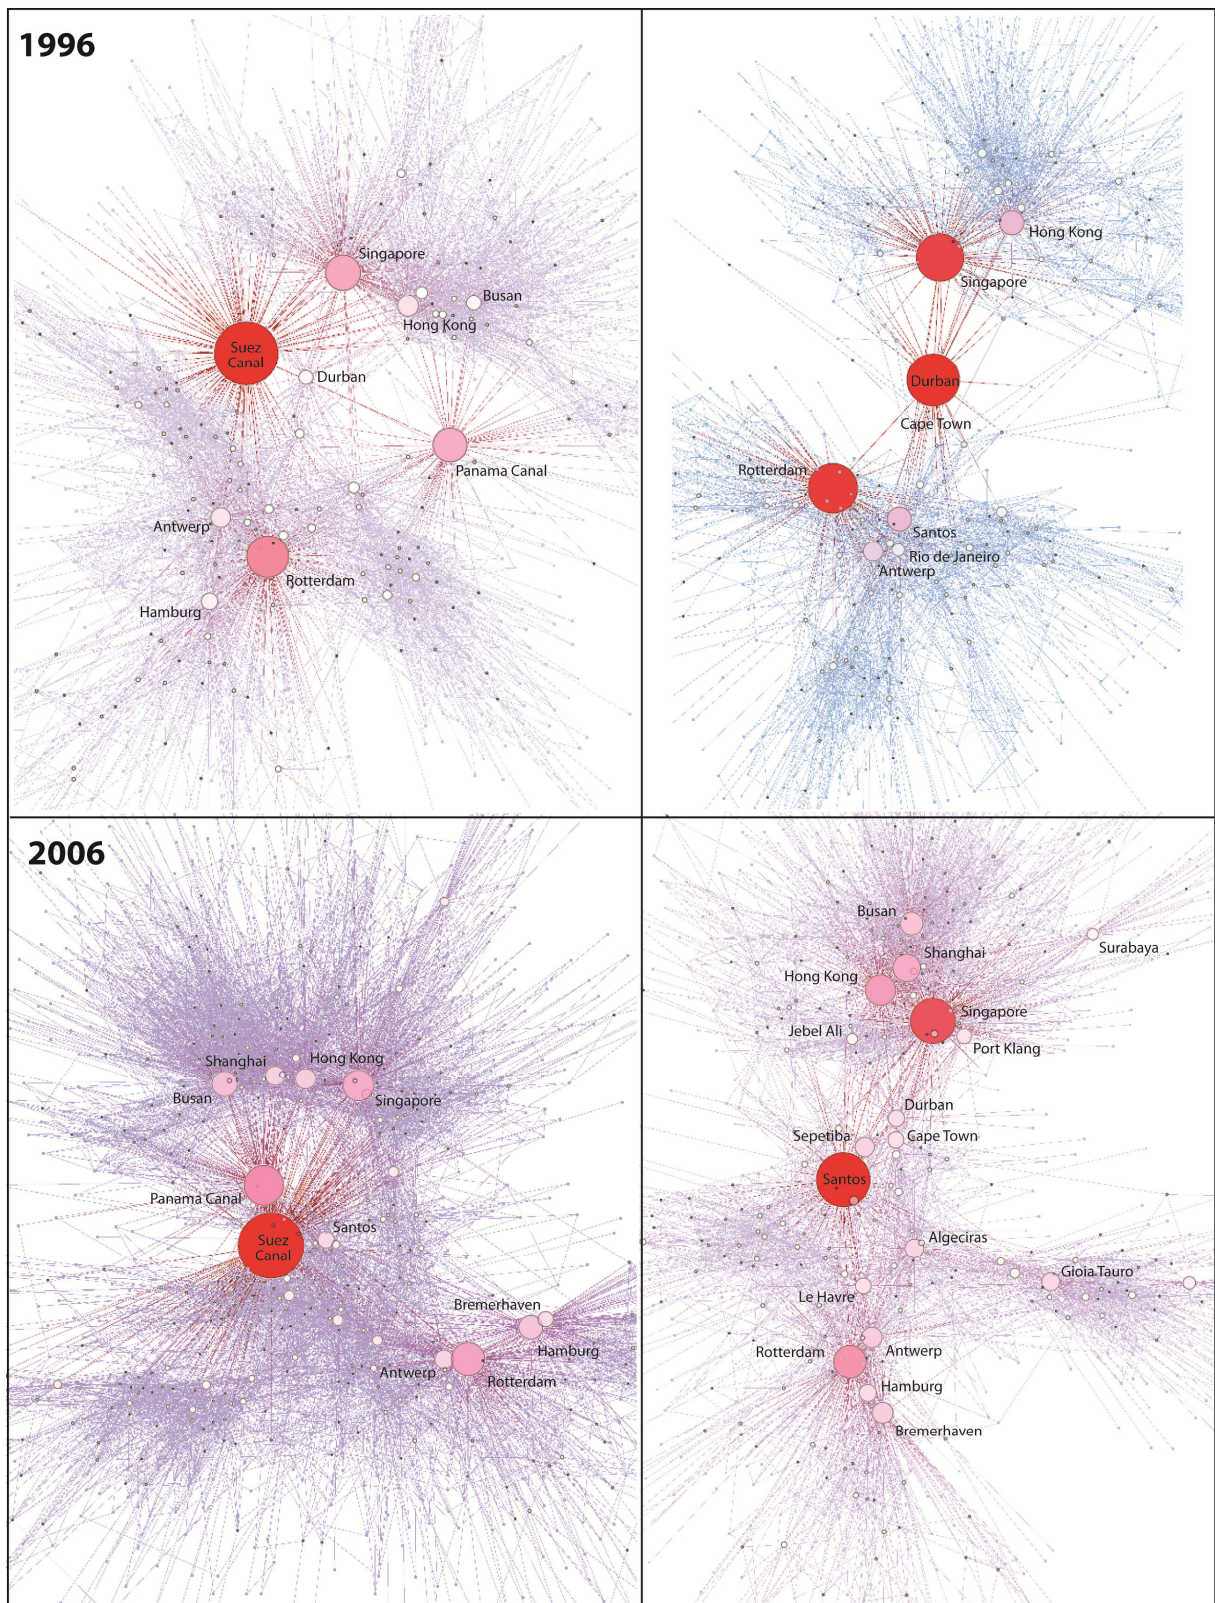 1996
Singapore
Busan
Hong Kong
Suez
Canal
Durban
Panama Canal
Antwerp
Rotterdam
Hamburg
Hong Kong
Singapore
Durban
Cape Town
Rotterdam
Santos
Rio de Janeiro
Antwerp
2006
Shanghai
Hong Kong
Busan
Singapore
Panama Canal
Santos
Suez
Canal
Bremerhaven
Hamburg
Antwerp
Rotterdam
Busan
Surabaya
Shanghai
Hong Kong
Singapore
Jebel Ali
Port Klang
Durban
Sepetiba
Cape Town
Santos
Algeciras
Gioia Tauro
Le Havre
Rotterdam
Antwerp
Hamburg
Bremerhaven